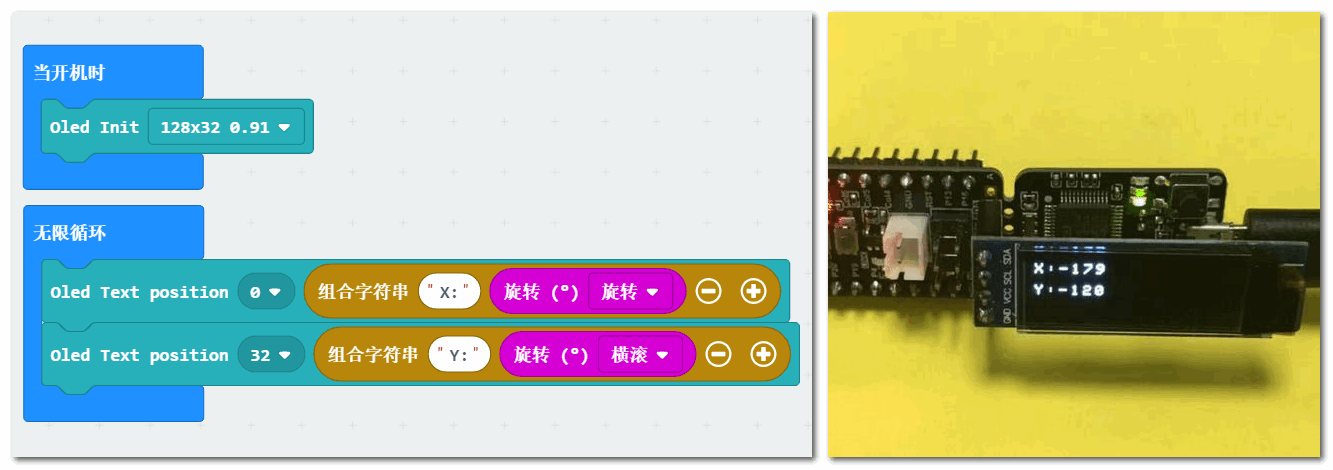 当开机时
Oled Init 128x32 0.91
无限循环
Oled Text position 0 组合字符串 "X:" 旋转 (°) 旋转
Oled Text position 32 组合字符串 "Y:" 旋转 (°) 横滚
X:-179
Y:-120
GND VCC SCL SDA